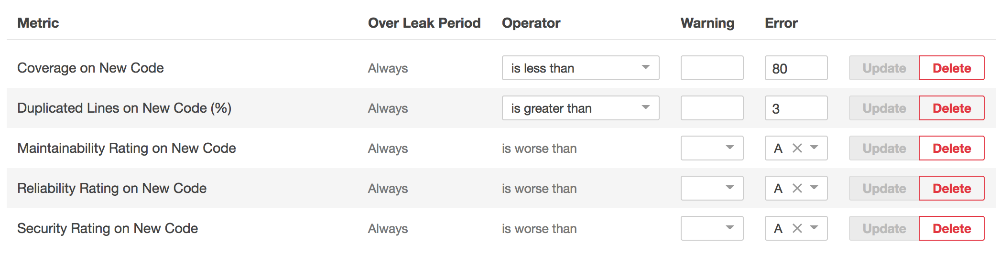 Metric Over Leak Period Operator Warning Error
Coverage on New Code Always is less than 80 Update Delete
Duplicated Lines on New Code (%) Always is greater than 3 Update Delete
Maintainability Rating on New Code Always is worse than A Update Delete
Reliability Rating on New Code Always is worse than A Update Delete
Security Rating on New Code Always is worse than A Update Delete